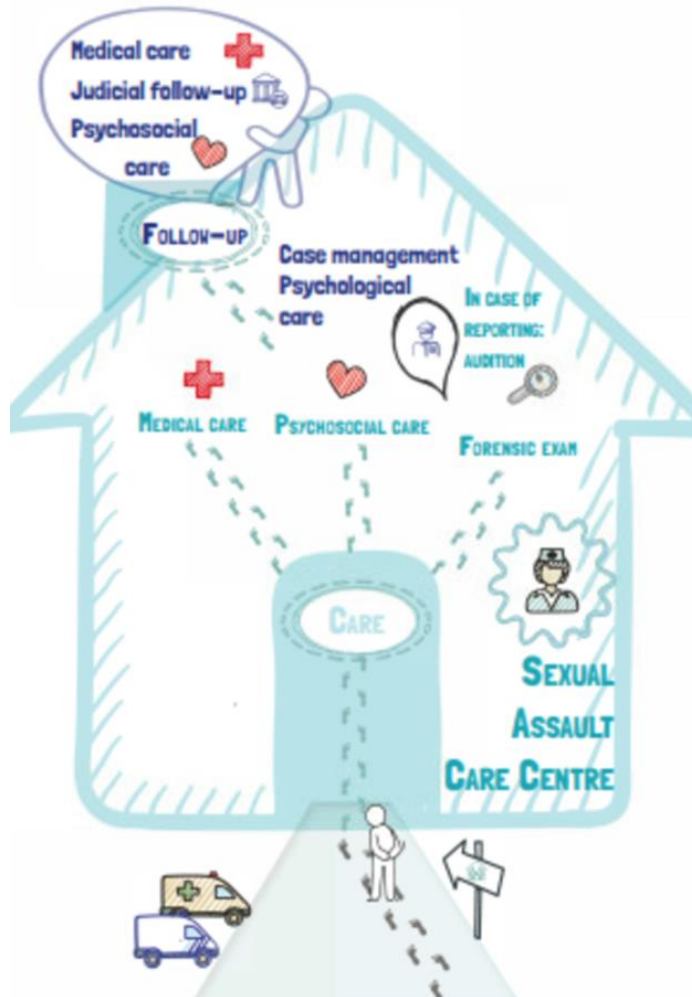 Medical care
Judicial follow-up
Psychosocial
care
FOLLOW-UP
Case management
Psychological
care
IN CASE OF
REPORTING:
AUDITION
MEDICAL CARE
PSYCHOSOCIAL CARE
FORENSIC EXAM
CARE
SEXUAL
ASSAULT
CARE CENTRE